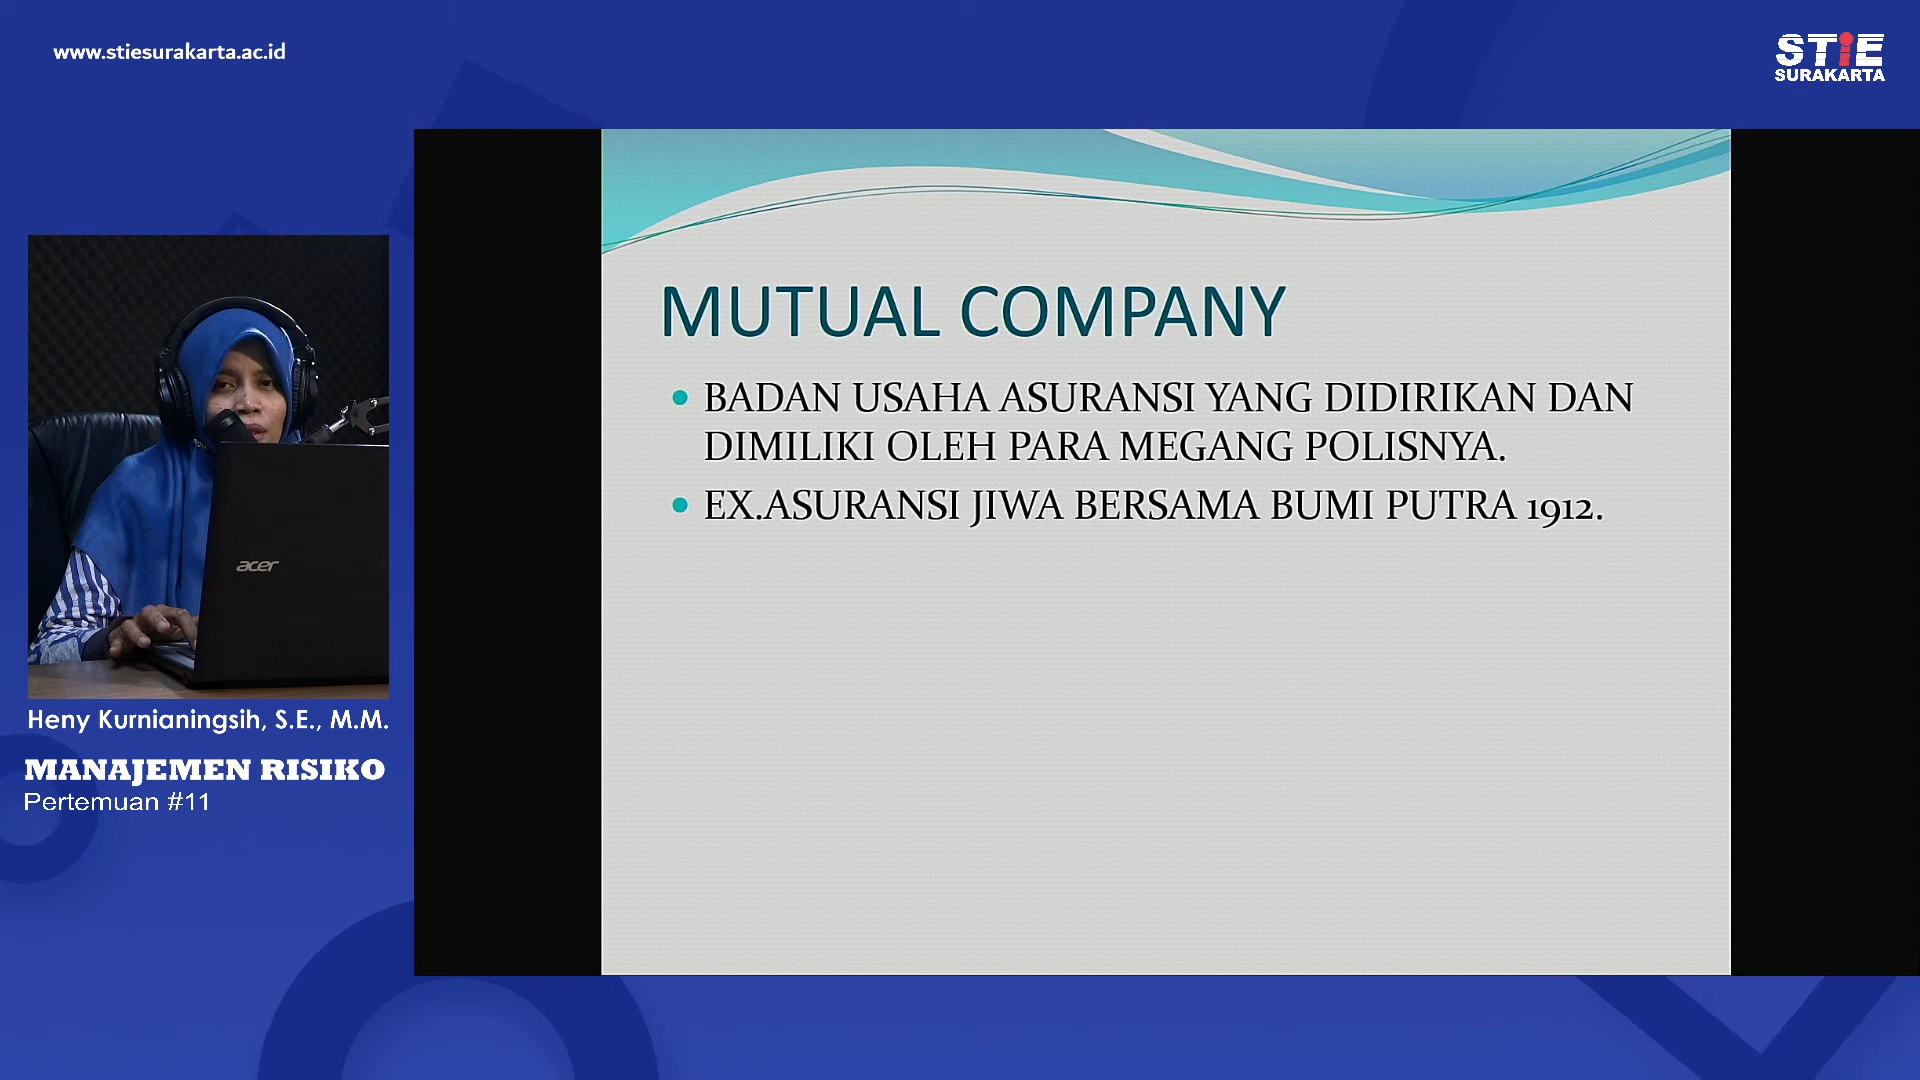 www.stiesurakarta.ac.id
STiE
SURAKARTA
MUTUAL COMPANY
• BADAN USAHA ASURANSI YANG DIDIRIKAN DAN
DIMILIKI OLEH PARA MEGANG POLISNYA.
• EX.ASURANSI JIWA BERSAMA BUMI PUTRA 1912.
acer
Heny Kurnianingsih, S.E., M.M.
MANAJEMEN RISIKO
Pertemuan #11